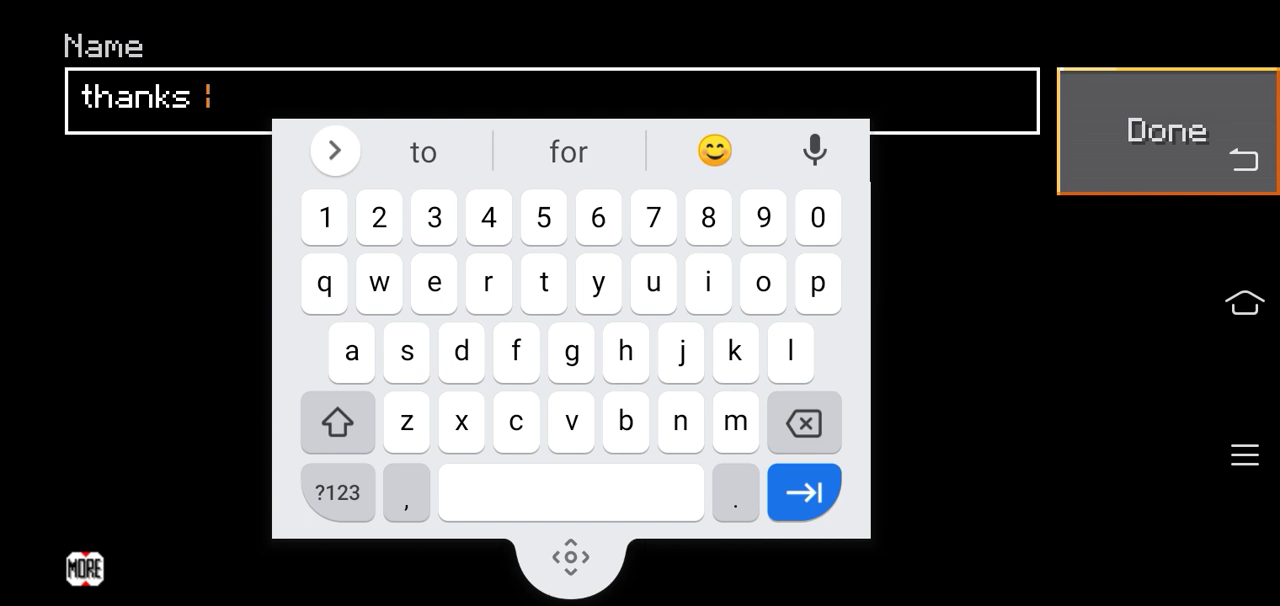 Name
thanks
Done
to for 😊
1 2 3 4 5 6 7 8 9 0
q w e r t y u i o p
a s d f g h j k l
z x c v b n m
?123 , .
MORE